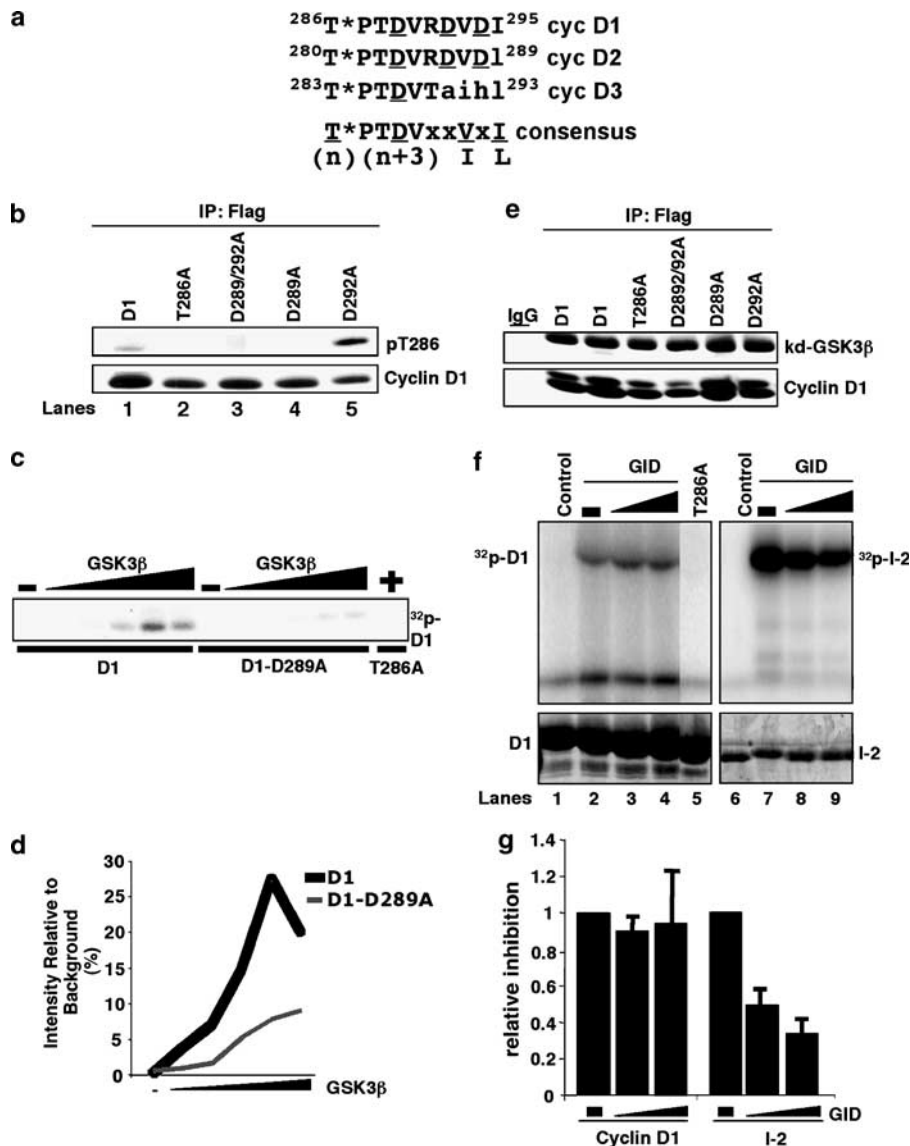 a
286T*PTDVRDVDI295 cyc D1
280T*PTDVRDVDl289 cyc D2
283T*PTDVTaihl293 cyc D3
T*PTDVxxVxI consensus
(n)(n+3) I L
b
IP: Flag
D1
T286A
D289/292A
D289A
D292A
pT286
Cyclin D1
Lanes 1 2 3 4 5
e
IP: Flag
IgG
D1
D1
T286A
D2892/92A
D289A
D292A
kd-GSK3β
Cyclin D1
c
- GSK3β - GSK3β +
32p-D1
D1 D1-D289A T286A
f
Control GID T286A Control GID
32p-D1
32p-I-2
D1
I-2
Lanes 1 2 3 4 5 6 7 8 9
d
Intensity Relative to Background (%)
30
25
20
15
10
5
0
D1
D1-D289A
- GSK3β
g
relative inhibition
1.4
1.2
1
0.8
0.6
0.4
0.2
0
GID
Cyclin D1 I-2